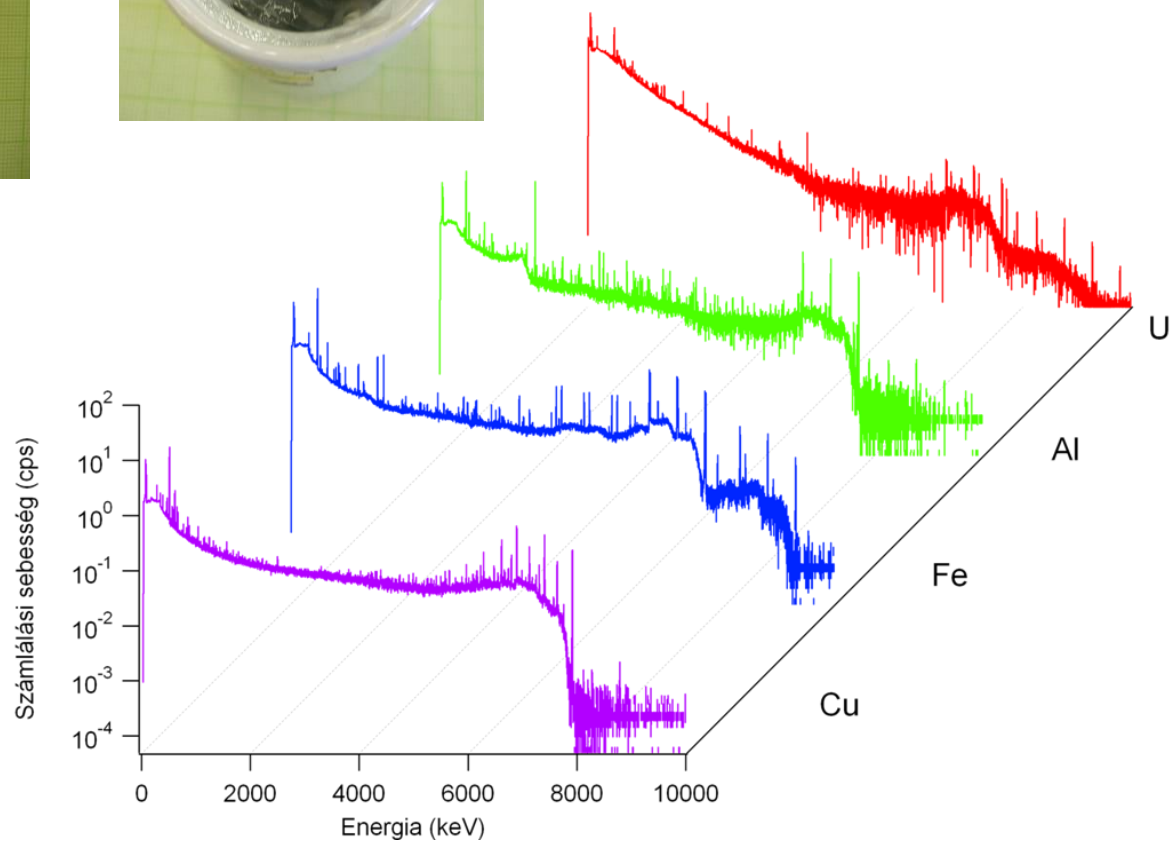 U
Al
Fe
Cu
Számlálási sebesség (cps)
10²
10¹
10⁰
10⁻¹
10⁻²
10⁻³
10⁻⁴
0 2000 4000 6000 8000 10000
Energia (keV)